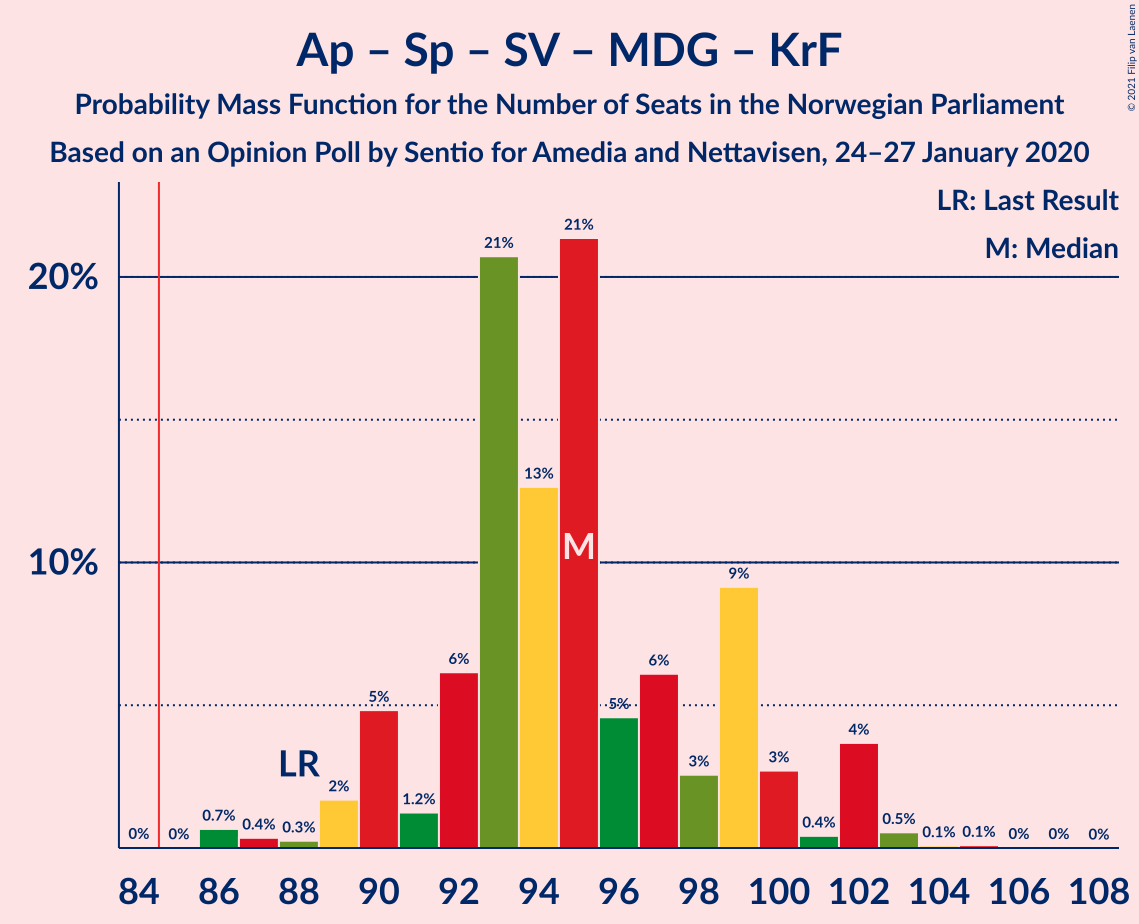 Ap – Sp – SV – MDG – KrF
Probability Mass Function for the Number of Seats in the Norwegian Parliament
Based on an Opinion Poll by Sentio for Amedia and Nettavisen, 24–27 January 2020
© 2021 Filip van Laenen
LR: Last Result
M: Median
20%
10%
0% 0% 0.7% 0.4% 0.3% 2% 5% 1.2% 6% 21% 13% 21% 5% 6% 3% 9% 3% 0.4% 4% 0.5% 0.1% 0.1% 0% 0% 0%
LR
M
84 86 88 90 92 94 96 98 100 102 104 106 108